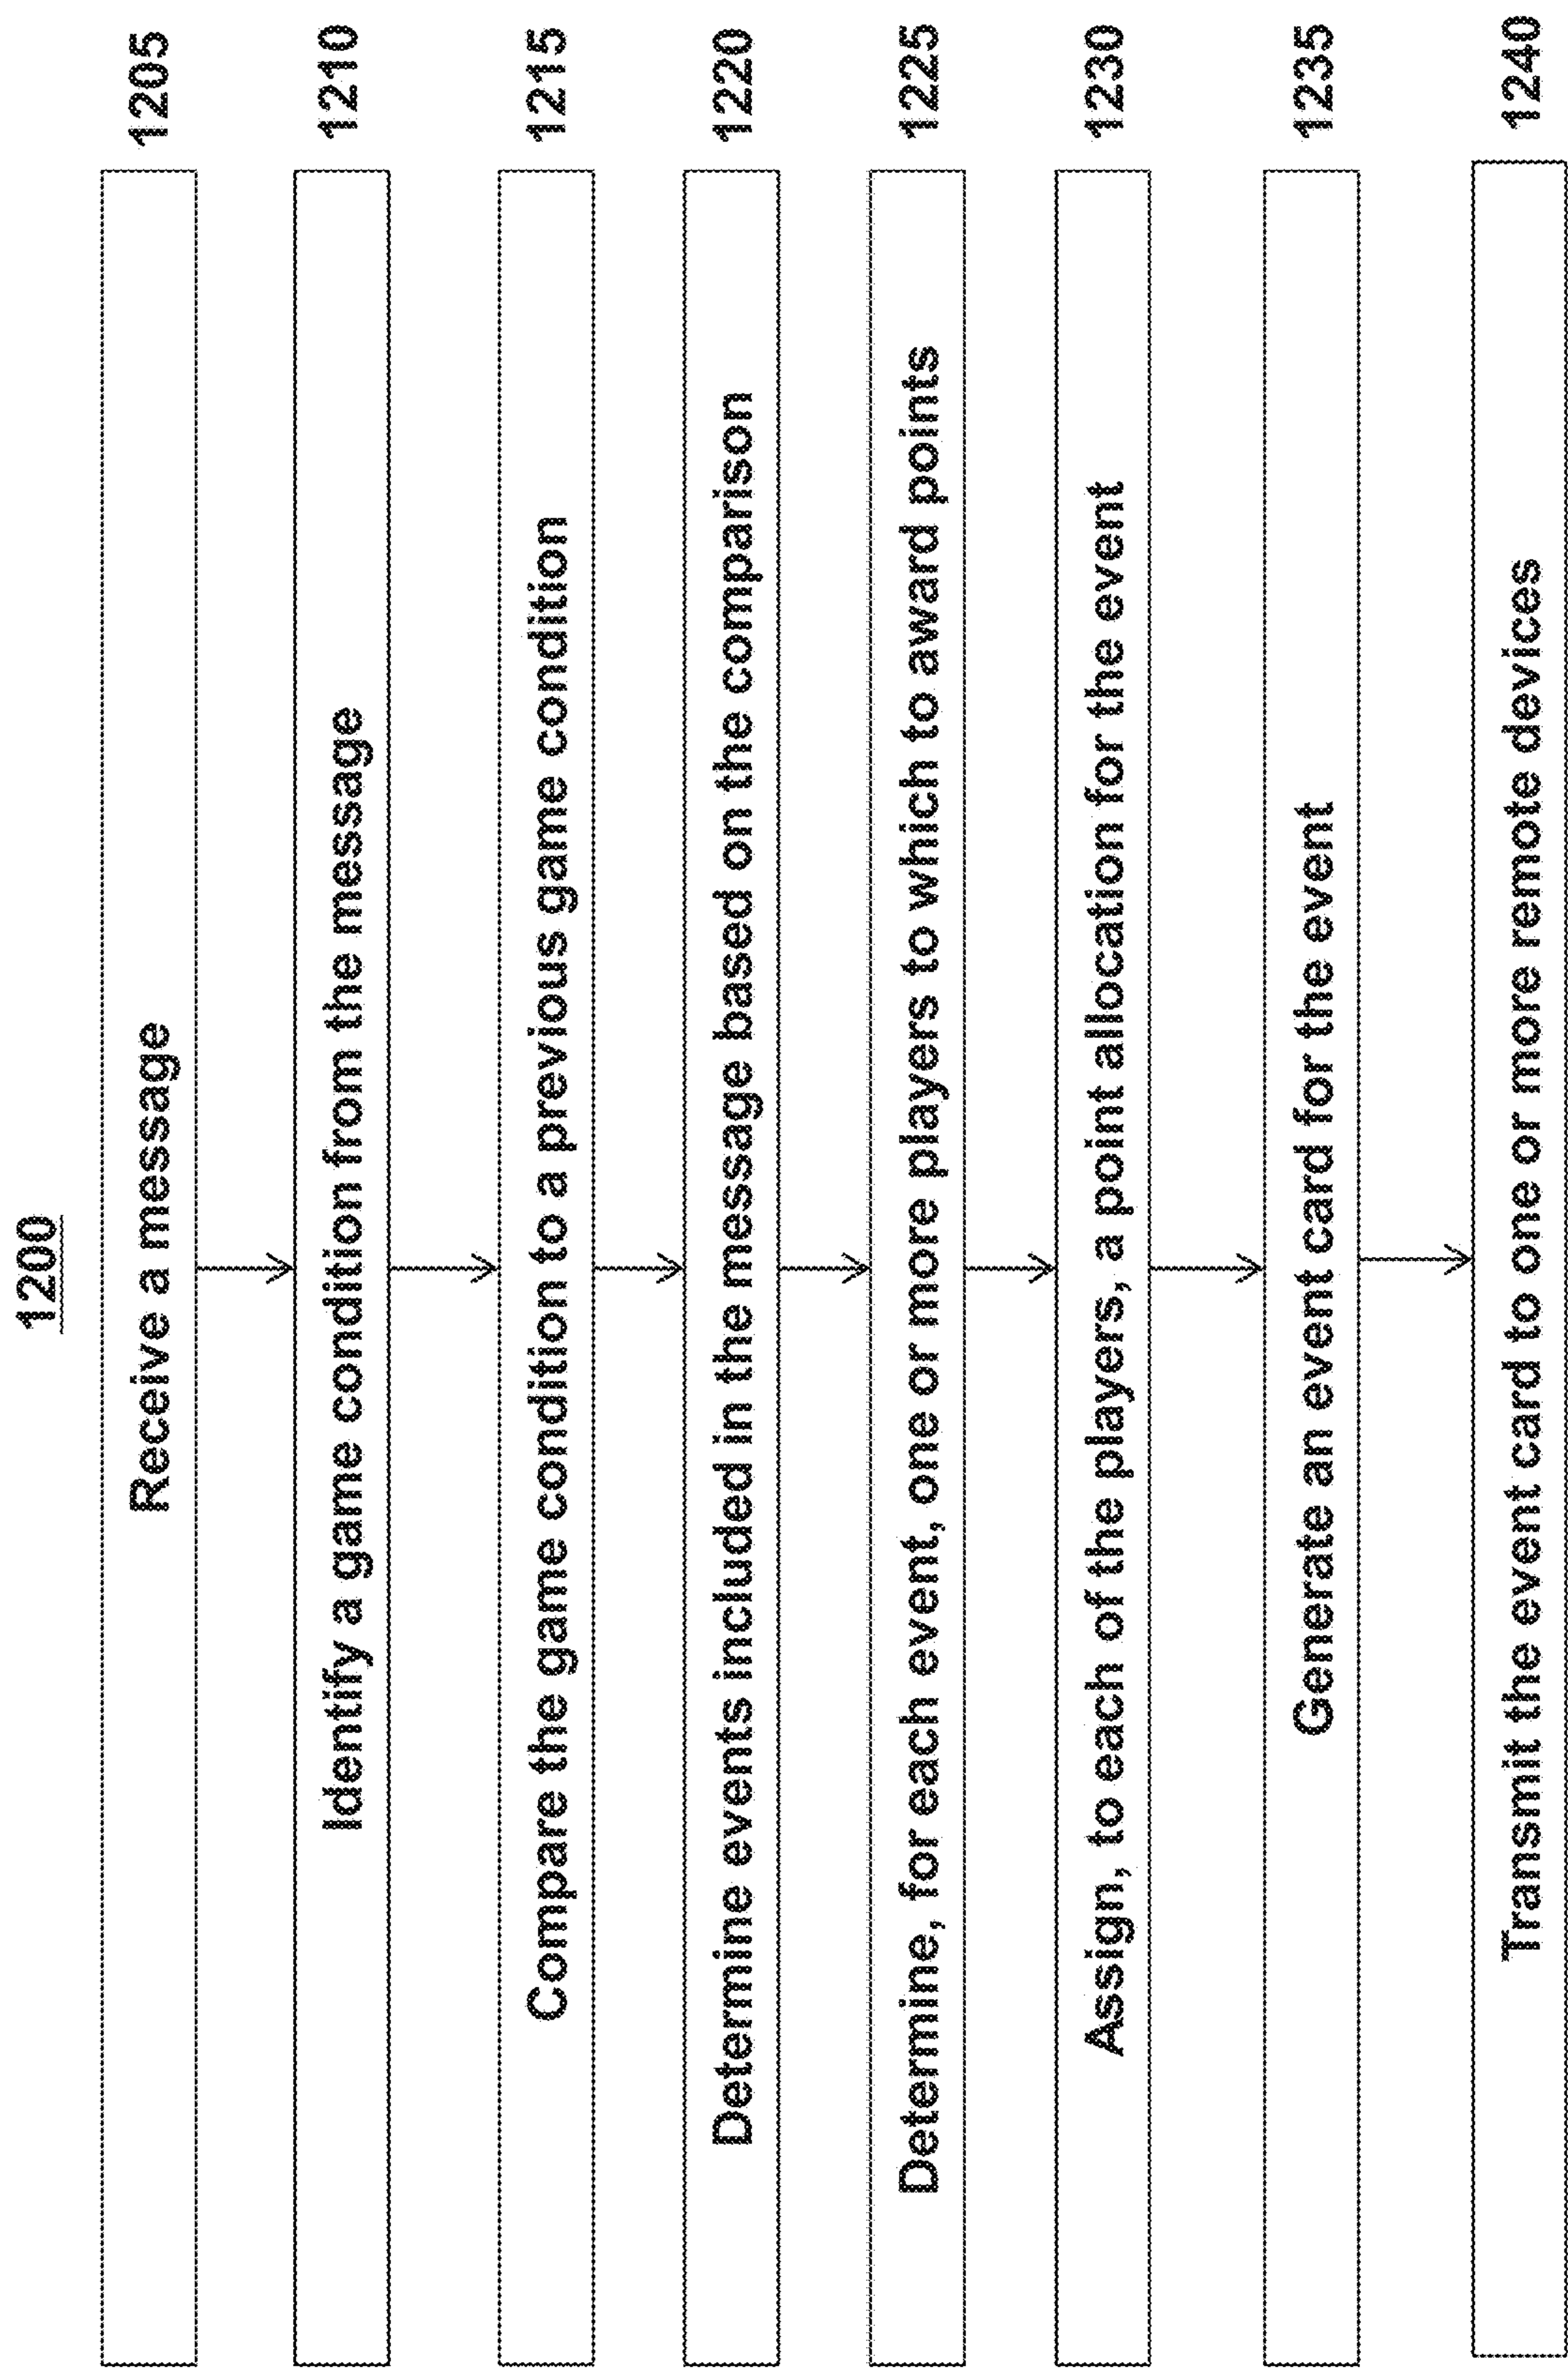 1200
Receive a message 1205
Identify a game condition from the message 1210
Compare the game condition to a previous game condition 1215
Determine events included in the message based on the comparison 1220
Determine, for each event, one or more players to which to award points 1225
Assign, to each of the players, a point allocation for the event 1230
Generate an event card for the event 1235
Transmit the event card to one or more remote devices 1240